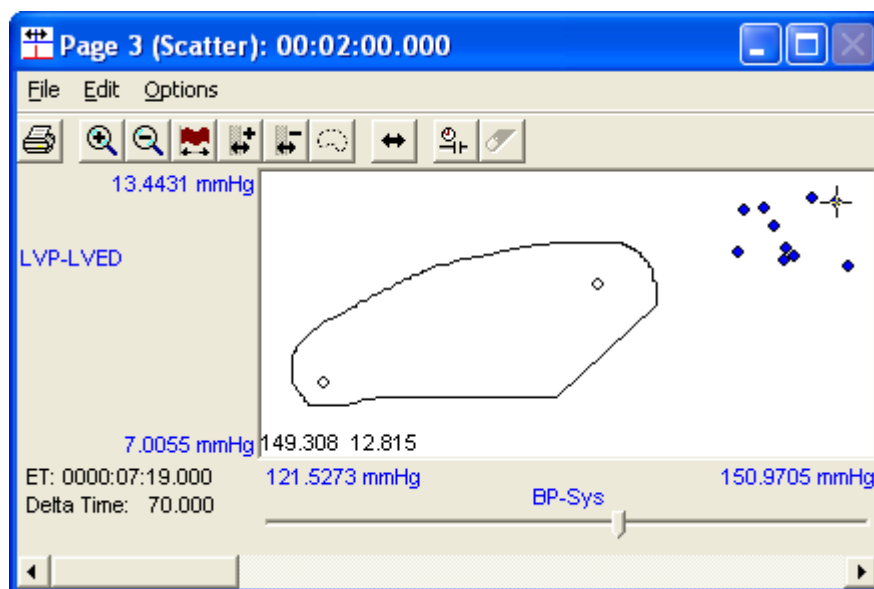 Page 3 (Scatter): 00:02:00.000
File Edit Options
13.4431 mmHg
LVP-LVED
7.0055 mmHg
149.308 12.815
ET: 0000:07:19.000
121.5273 mmHg
BP-Sys
150.9705 mmHg
Delta Time: 70.000